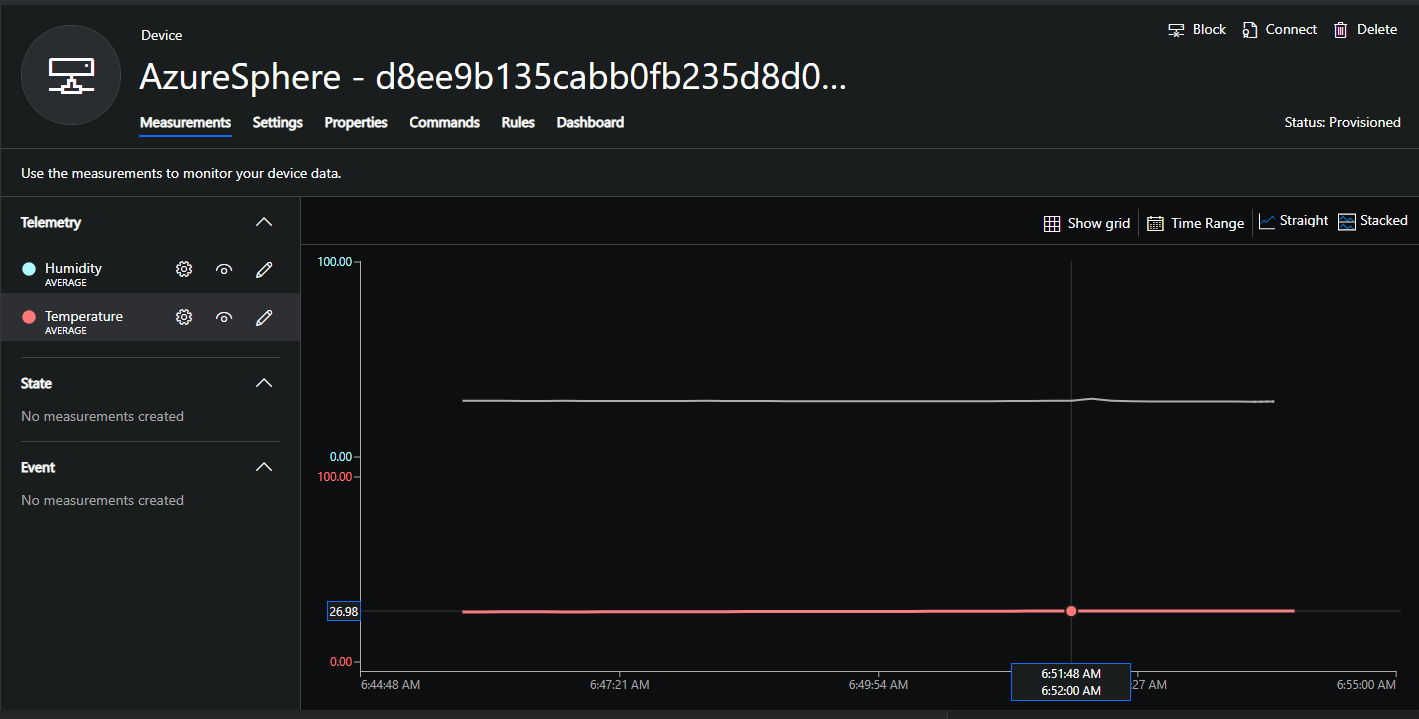 Device
Block Connect Delete
AzureSphere - d8ee9b135cabb0fb235d8d0...
Measurements Settings Properties Commands Rules Dashboard
Status: Provisioned
Use the measurements to monitor your device data.
Telemetry
Humidity
AVERAGE
Temperature
AVERAGE
State
No measurements created
Event
No measurements created
Show grid Time Range Straight Stacked
100.00
0.00
100.00
26.98
0.00
6:51:48 AM
6:52:00 AM
6:44:48 AM 6:47:21 AM 6:49:54 AM :27 AM 6:55:00 AM